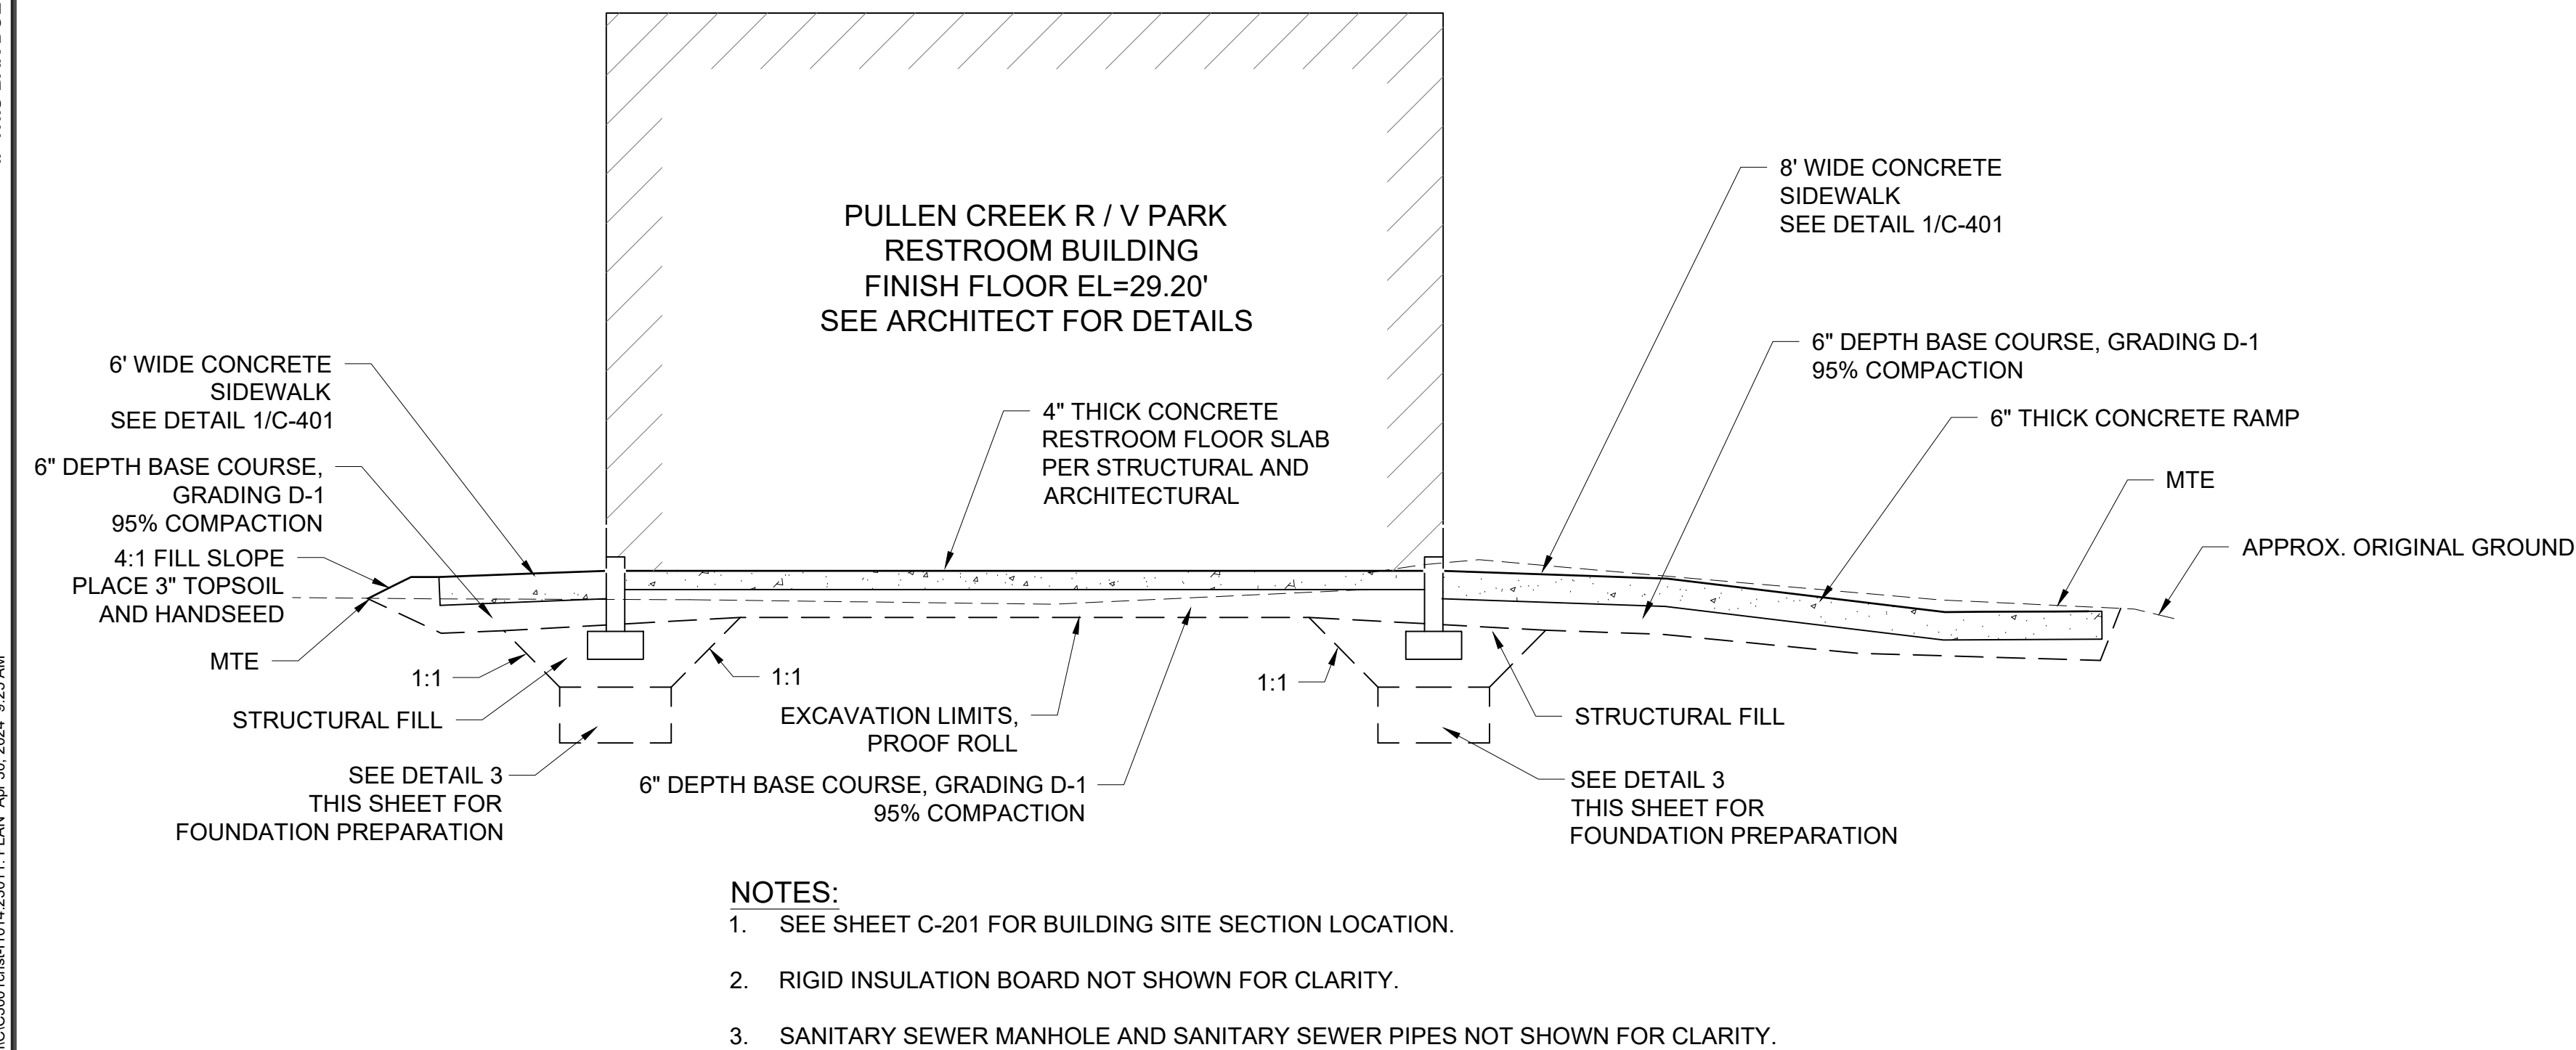 PULLEN CREEK R / V PARK
RESTROOM BUILDING
FINISH FLOOR EL=29.20'
SEE ARCHITECT FOR DETAILS
8' WIDE CONCRETE
SIDEWALK
SEE DETAIL 1/C-401
6" DEPTH BASE COURSE, GRADING D-1
95% COMPACTION
6" THICK CONCRETE RAMP
MTE
APPROX. ORIGINAL GROUND
6' WIDE CONCRETE
SIDEWALK
SEE DETAIL 1/C-401
6" DEPTH BASE COURSE,
GRADING D-1
95% COMPACTION
4:1 FILL SLOPE
PLACE 3" TOPSOIL
AND HANDSEED
MTE
4" THICK CONCRETE
RESTROOM FLOOR SLAB
PER STRUCTURAL AND
ARCHITECTURAL
1:1
1:1
1:1
STRUCTURAL FILL
EXCAVATION LIMITS,
PROOF ROLL
STRUCTURAL FILL
SEE DETAIL 3
THIS SHEET FOR
FOUNDATION PREPARATION
6" DEPTH BASE COURSE, GRADING D-1
95% COMPACTION
SEE DETAIL 3
THIS SHEET FOR
FOUNDATION PREPARATION
NOTES:
1. SEE SHEET C-201 FOR BUILDING SITE SECTION LOCATION.
2. RIGID INSULATION BOARD NOT SHOWN FOR CLARITY.
3. SANITARY SEWER MANHOLE AND SANITARY SEWER PIPES NOT SHOWN FOR CLARITY.